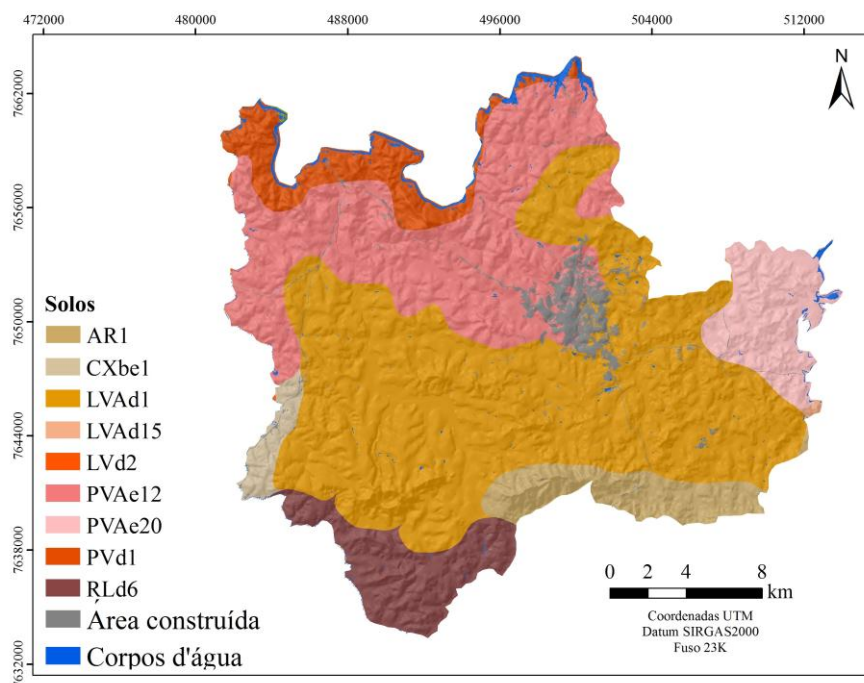 472000 480000 488000 496000 504000 512000
7662000
N
7656000
7650000
Solos
AR1
CXbe1
LVAd1
7644000
LVAd15
LVd2
PVAe12
PVAe20
7638000
PVd1
RLd6
0 2 4 6 8
km
Área construída
Coordenadas UTM
Datum SIRGAS2000
Fuso 23K
Corpos d'água
7632000